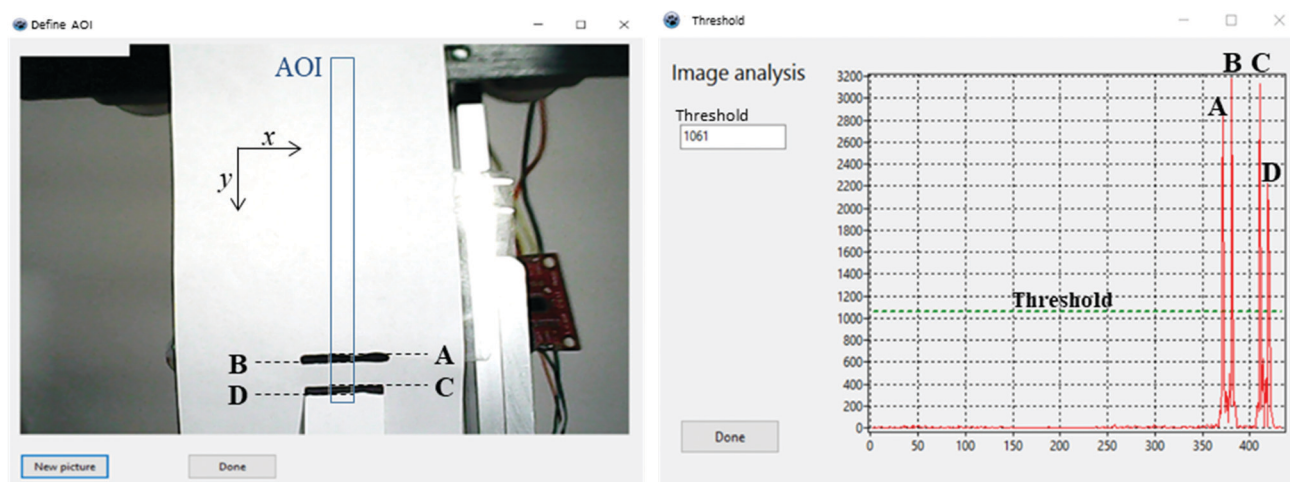 Define AOI
AOI
x
y
B
A
D
C
New picture
Done
Threshold
Image analysis
Threshold
1061
Done
B C
A
D
Threshold
3200
3000
2800
2600
2400
2200
2000
1800
1600
1400
1200
1000
800
600
400
200
0
0 50 100 150 200 250 300 350 400